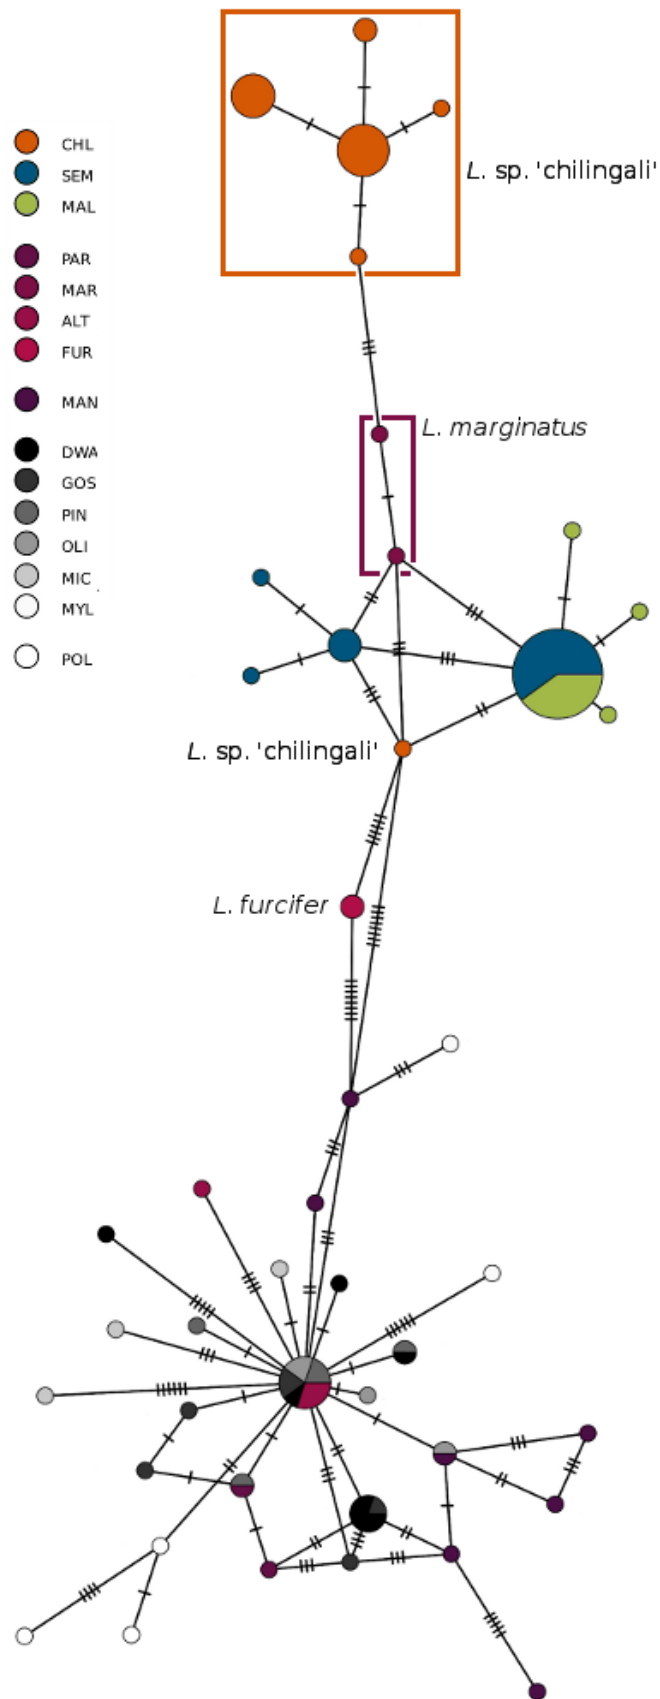 CHL
SEM
MAL
PAR
MAR
ALT
FUR
MAN
DWA
GOS
PIN
OLI
MIC
MYL
POL
L. sp. 'chilingali'
L. marginatus
L. sp. 'chilingali'
L. furcifer